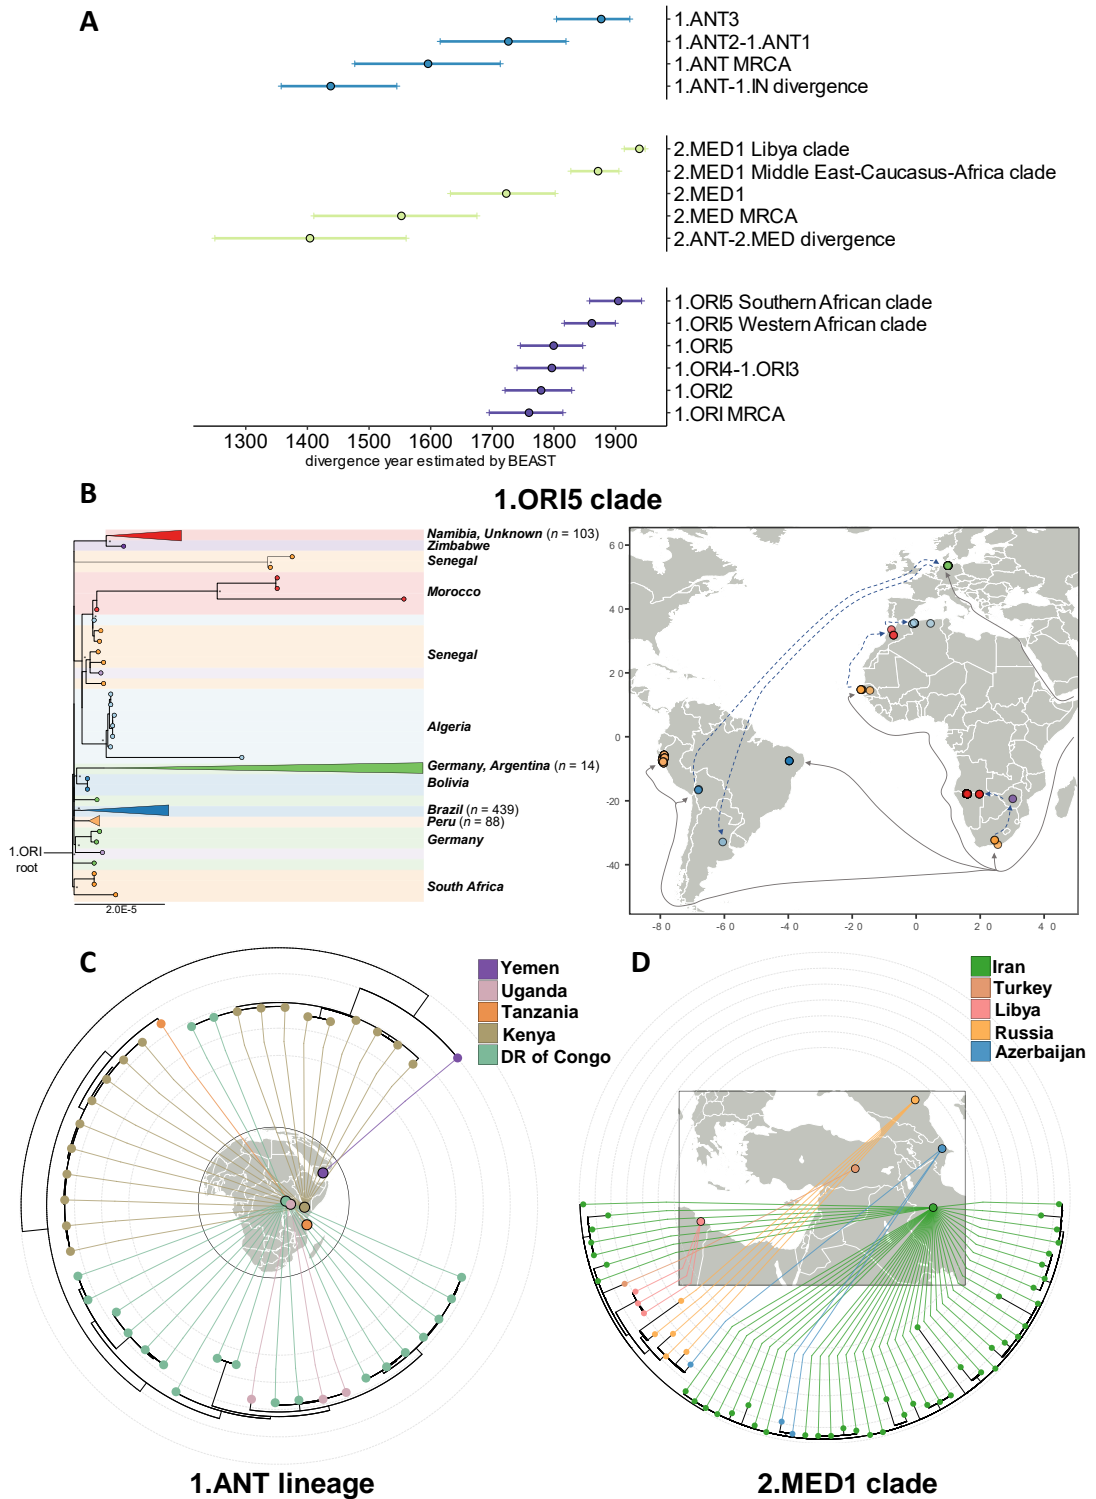 A
1.ANT3
1.ANT2-1.ANT1
1.ANT MRCA
1.ANT-1.IN divergence
2.MED1 Libya clade
2.MED1 Middle East-Caucasus-Africa clade
2.MED1
2.MED MRCA
2.ANT-2.MED divergence
1.ORI5 Southern African clade
1.ORI5 Western African clade
1.ORI5
1.ORI4-1.ORI3
1.ORI2
1.ORI MRCA
1300 1400 1500 1600 1700 1800 1900
divergence year estimated by BEAST
B
1.ORI5 clade
Namibia, Unknown (n = 103)
Zimbabwe
Senegal
Morocco
Senegal
Algeria
Germany, Argentina (n = 14)
Bolivia
Brazil (n = 439)
Peru (n = 88)
Germany
South Africa
1.ORI
root
2.0E-5
60
40
20
0
-20
-40
-80 -60 -40 -20 0 20 40
C
Yemen
Uganda
Tanzania
Kenya
DR of Congo
1.ANT lineage
D
Iran
Turkey
Libya
Russia
Azerbaijan
2.MED1 clade